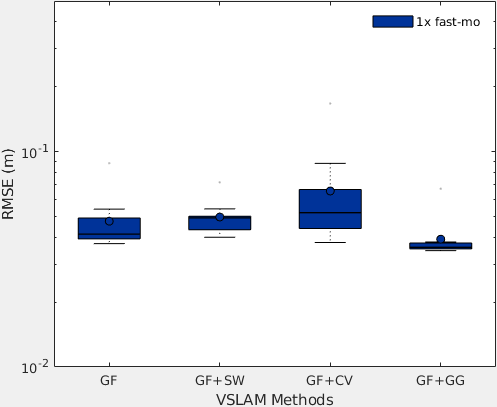 1x fast-mo
RMSE (m)
10^-1
10^-2
GF
GF+SW
GF+CV
GF+GG
VSLAM Methods